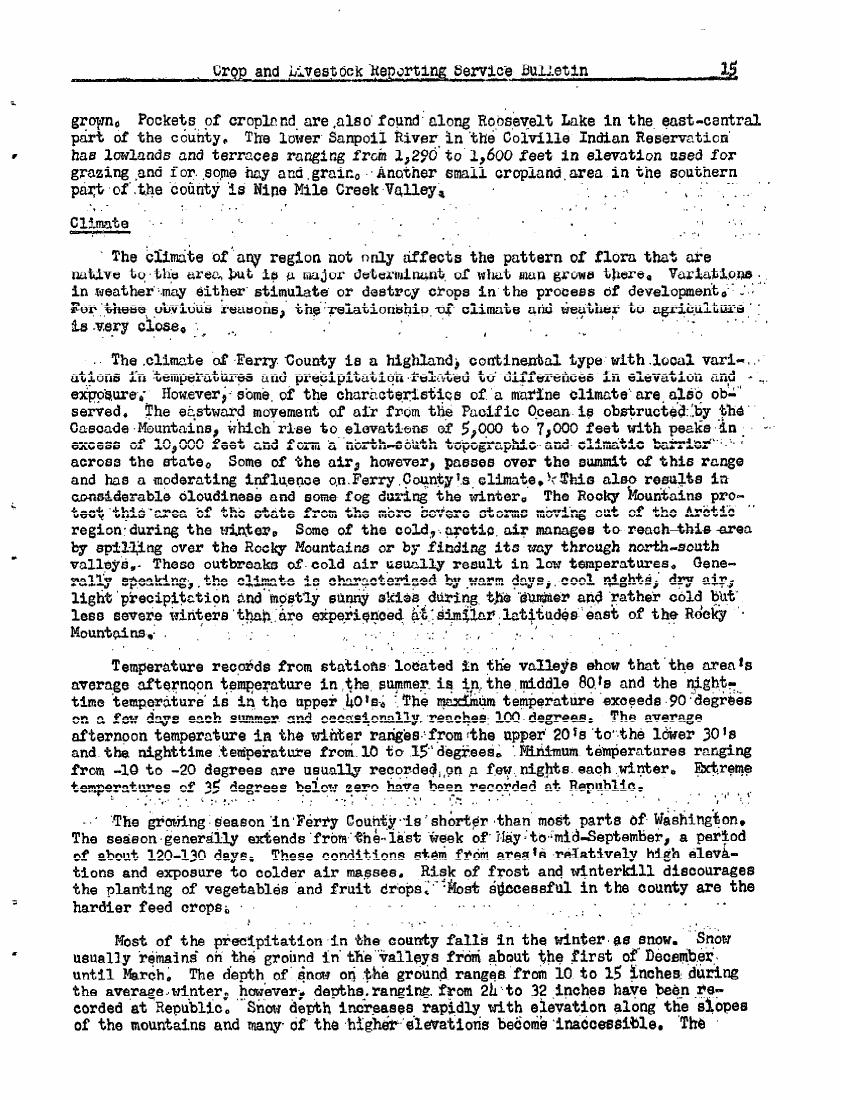 Crop and Livestock Reporting Service Bulletin 15
grown. Pockets of cropland are also found along Roosevelt Lake in the east-central
part of the county. The lower Sanpoil River in the Colville Indian Reservation
has lowlands and terraces ranging from 1,290 to 1,600 feet in elevation used for
grazing and for some hay and grain. Another small cropland area in the southern
part of the county is Nine Mile Creek Valley.
Climate
The climate of any region not only affects the pattern of flora that are
native to the area, but is a major determinant of what man grows there. Variations
in weather may either stimulate or destroy crops in the process of development.
For these obvious reasons, the relationship of climate and weather to agriculture
is very close.
The climate of Ferry County is a highland, continental type with local vari-
ations in temperatures and precipitation related to differences in elevation and
exposure. However, some of the characteristics of a marine climate are also ob-
served. The eastward movement of air from the Pacific Ocean is obstructed by the
Cascade Mountains, which rise to elevations of 5,000 to 7,000 feet with peaks in
excess of 10,000 feet and form a north-south topographic and climatic barrier
across the state. Some of the air, however, passes over the summit of this range
and has a moderating influence on Ferry County's climate. This also results in
considerable cloudiness and some fog during the winter. The Rocky Mountains pro-
tect this area of the state from the more severe storms moving out of the Arctic
region during the winter. Some of the cold, arctic air manages to reach this area
by spilling over the Rocky Mountains or by finding its way through north-south
valleys. These outbreaks of cold air usually result in low temperatures. Gene-
rally speaking, the climate is characterized by warm days, cool nights, dry air,
light precipitation and mostly sunny skies during the summer and rather cold but
less severe winters than are experienced at similar latitudes east of the Rocky
Mountains.
Temperature records from stations located in the valleys show that the area's
average afternoon temperature in the summer is in the middle 80's and the night-
time temperature is in the upper 40's. The maximum temperature exceeds 90 degrees
on a few days each summer and occasionally reaches 100 degrees. The average
afternoon temperature in the winter ranges from the upper 20's to the lower 30's
and the nighttime temperature from 10 to 15 degrees. Minimum temperatures ranging
from -10 to -20 degrees are usually recorded on a few nights each winter. Extreme
temperatures of 35 degrees below zero have been recorded at Republic.
The growing season in Ferry County is shorter than most parts of Washington.
The season generally extends from the last week of May to mid-September, a period
of about 120-130 days. These conditions stem from area's relatively high eleva-
tions and exposure to colder air masses. Risk of frost and winterkill discourages
the planting of vegetables and fruit crops. Most successful in the county are the
hardier feed crops.
Most of the precipitation in the county falls in the winter as snow. Snow
usually remains on the ground in the valleys from about the first of December
until March. The depth of snow on the ground ranges from 10 to 15 inches during
the average winter, however, depths ranging from 24 to 32 inches have been re-
corded at Republic. Snow depth increases rapidly with elevation along the slopes
of the mountains and many of the higher elevations become inaccessible. The